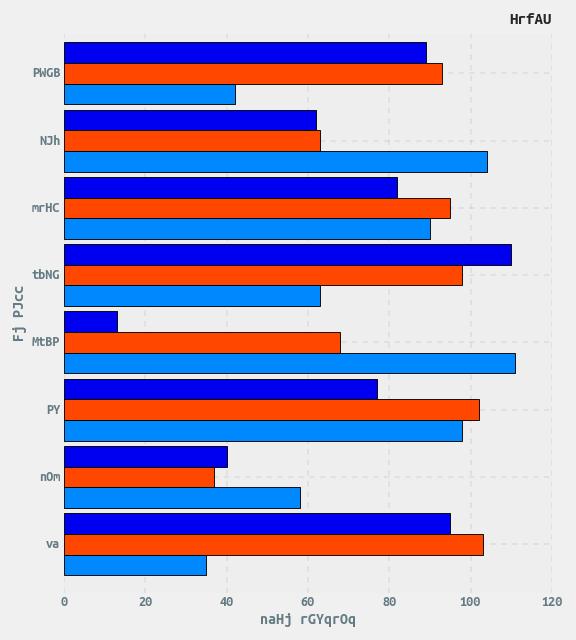 HrfAU
PWGB
NJh
mrHC
tbNG
MtBP
PY
nOm
va
Fj PJcc
0 20 40 60 80 100 120
naHj rGYqrOq